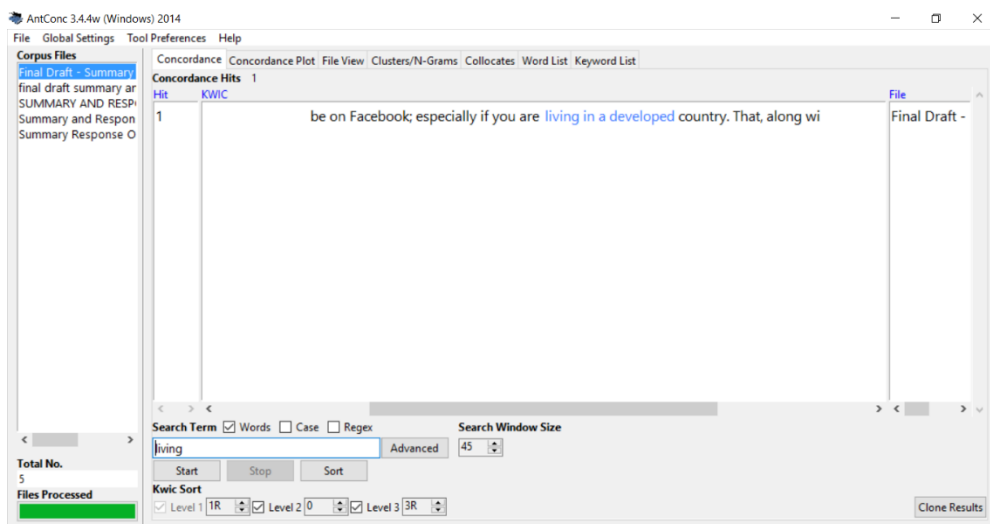 AntConc 3.4.4w (Windows) 2014
File Global Settings Tool Preferences Help
Corpus Files
Final Draft - Summary
final draft summary ar
SUMMARY AND RESP
Summary and Respon
Summary Response O
Total No.
5
Files Processed
Concordance Concordance Plot File View Clusters/N-Grams Collocates Word List Keyword List
Concordance Hits 1
Hit KWIC File
1 be on Facebook; especially if you are living in a developed country. That, along wi Final Draft -
Search Term Words Case Regex Search Window Size
living Advanced 45
Start Stop Sort
Kwic Sort
Level 1 1R Level 2 0 Level 3 3R Clone Results